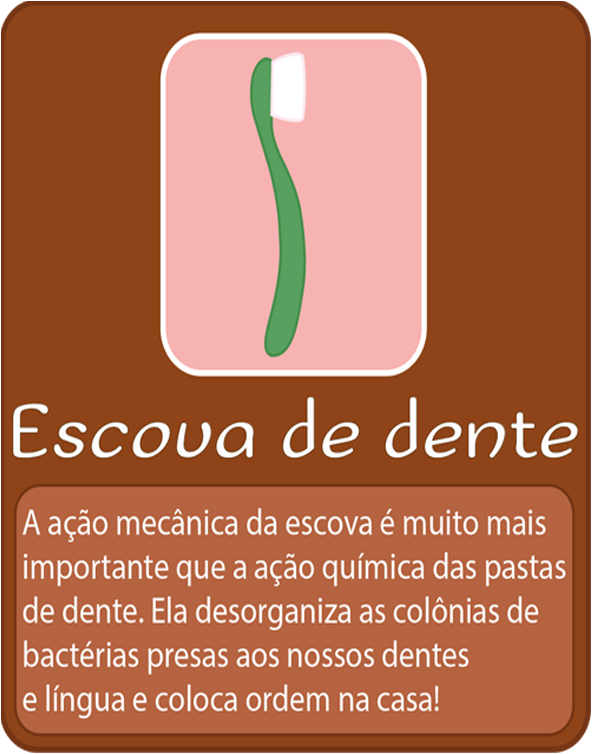 Escova de dente
A ação mecânica da escova é muito mais
importante que a ação química das pastas
de dente. Ela desorganiza as colônias de
bactérias presas aos nossos dentes
e língua e coloca ordem na casa!